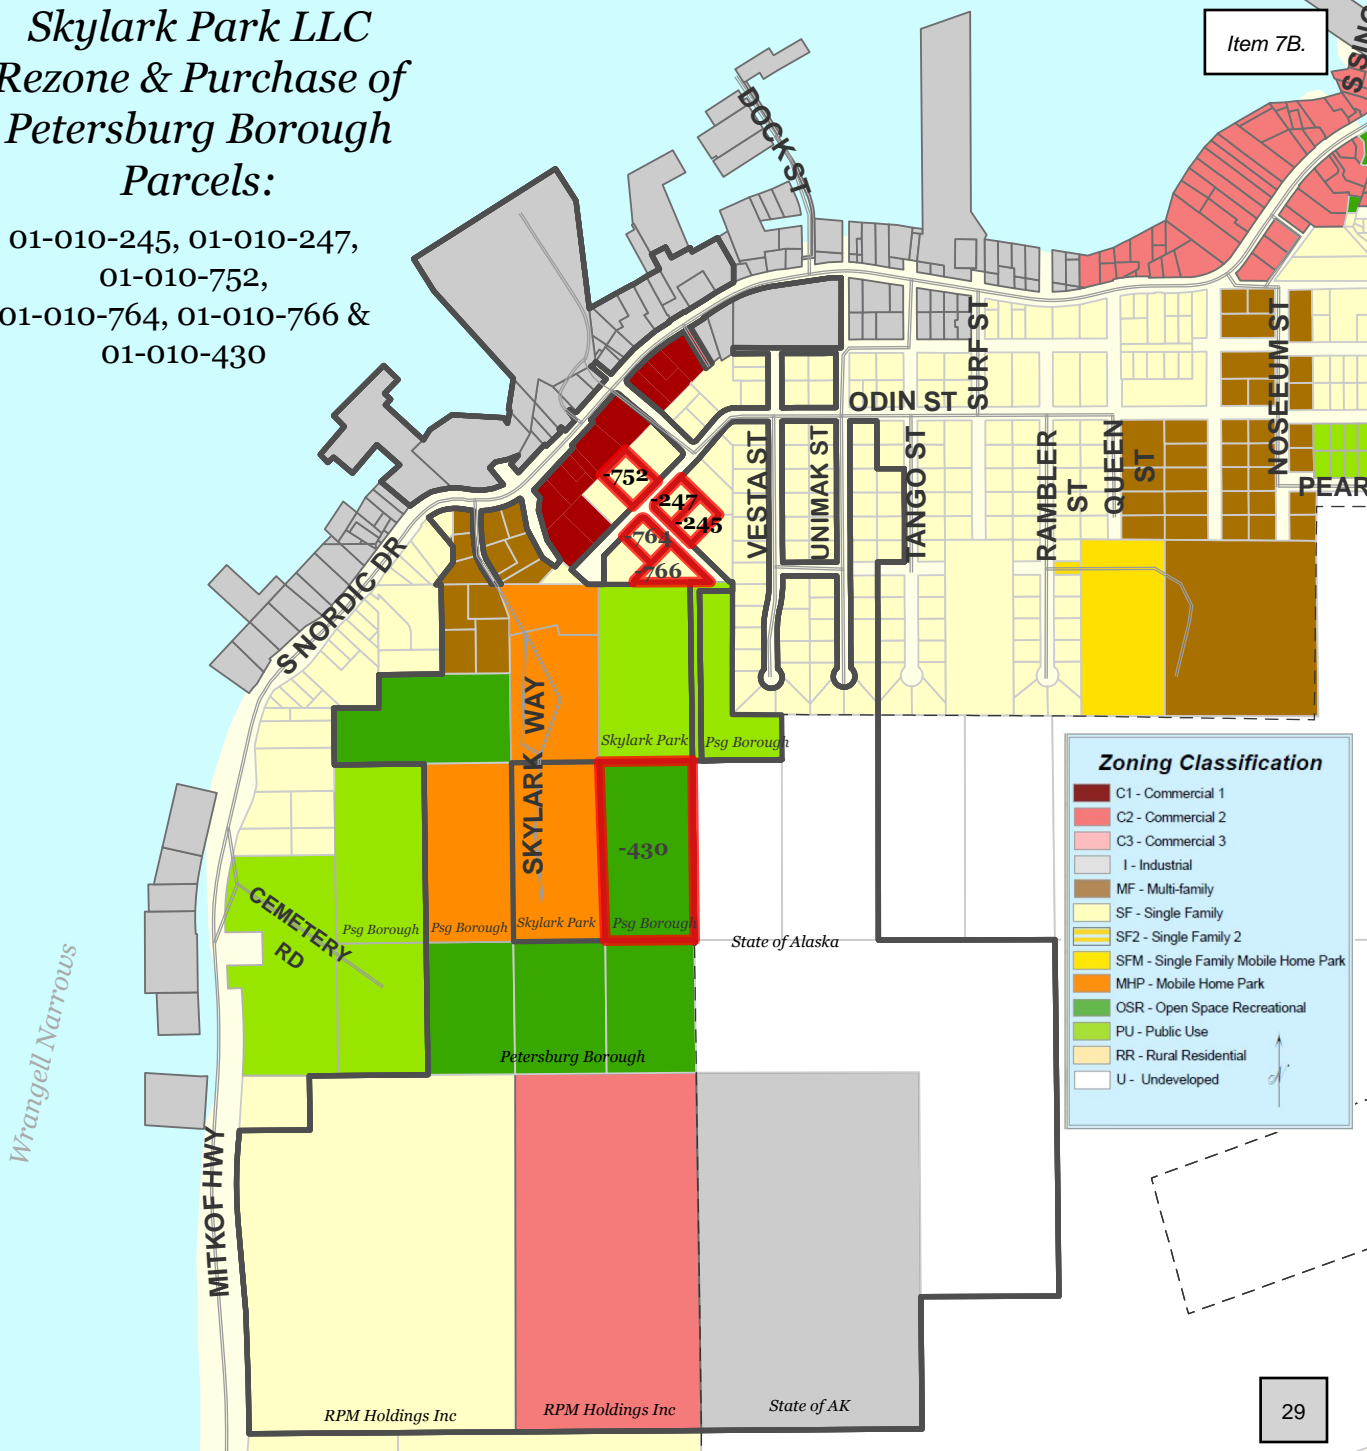 Skylark Park LLC
Rezone & Purchase of
Petersburg Borough
Parcels:
01-010-245, 01-010-247,
01-010-752,
01-010-764, 01-010-766 &
01-010-430
Item 7B.
S SING
DOCK ST
SURF ST
NOSEEUM ST
ODIN ST
VESTA ST
UNIMAK ST
TANGO ST
RAMBLER
ST
QUEEN
ST
PEAR
-752
-247
-245
-764
-766
S NORDIC DR
SKYLARK WAY
Skylark Park
Psg Borough
-430
Psg Borough
Psg Borough
Skylark Park
Psg Borough
CEMETERY
RD
State of Alaska
Petersburg Borough
Wrangell Narrows
MITKOF HWY
RPM Holdings Inc
RPM Holdings Inc
State of AK
Zoning Classification
C1 - Commercial 1
C2 - Commercial 2
C3 - Commercial 3
I - Industrial
MF - Multi-family
SF - Single Family
SF2 - Single Family 2
SFM - Single Family Mobile Home Park
MHP - Mobile Home Park
OSR - Open Space Recreational
PU - Public Use
RR - Rural Residential
U - Undeveloped
N
29